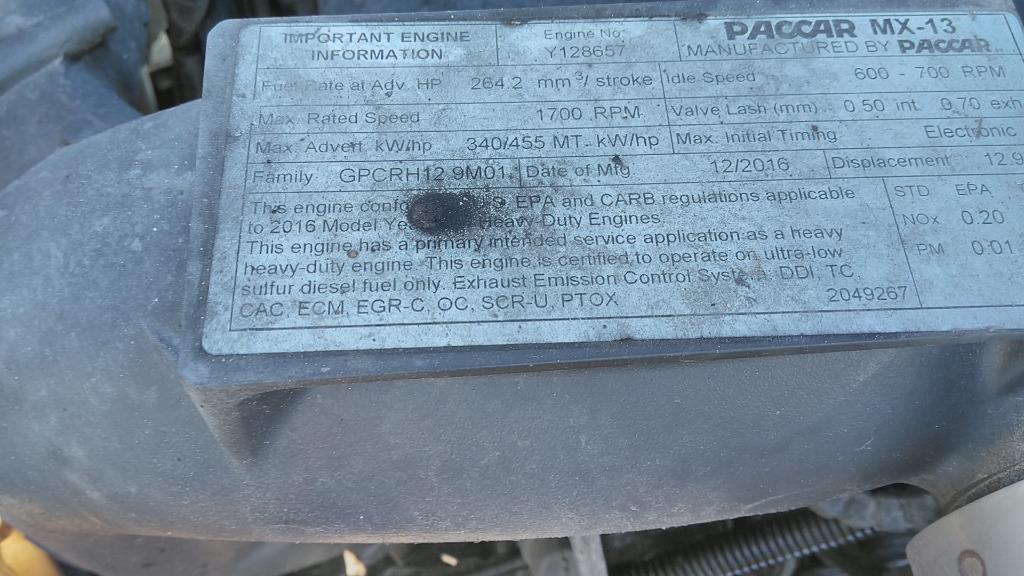 IMPORTANT ENGINE
INFORMATION
Engine No:
Y128657
PACCAR MX-13
MANUFACTURED BY PACCAR
Fuel Rate at Adv. HP 264.2 mm³/ stroke
Idle Speed 600 - 700 RPM
Max. Rated Speed 1700 RPM
Valve Lash (mm) 0.50 int. 0.70 exh
Max. Advert. kW/hp 340/455 MT. kW/hp
Max. Initial Timing Electronic
Family GPCRH12.9M01
Date of Mfg. 12/2016
Displacement 12.9
This engine EPA and CARB regulations applicable
to 2016 Model Heavy Duty Engines.
This engine has a primary intended service application as a heavy
heavy-duty engine. This engine is certified to operate on ultra-low
sulfur diesel fuel only. Exhaust Emission Control System: DDI, TC,
CAC, ECM, EGR-C, OC, SCR-U, PTOX
2049267
STD EPA
NOx 0.20
PM 0.01